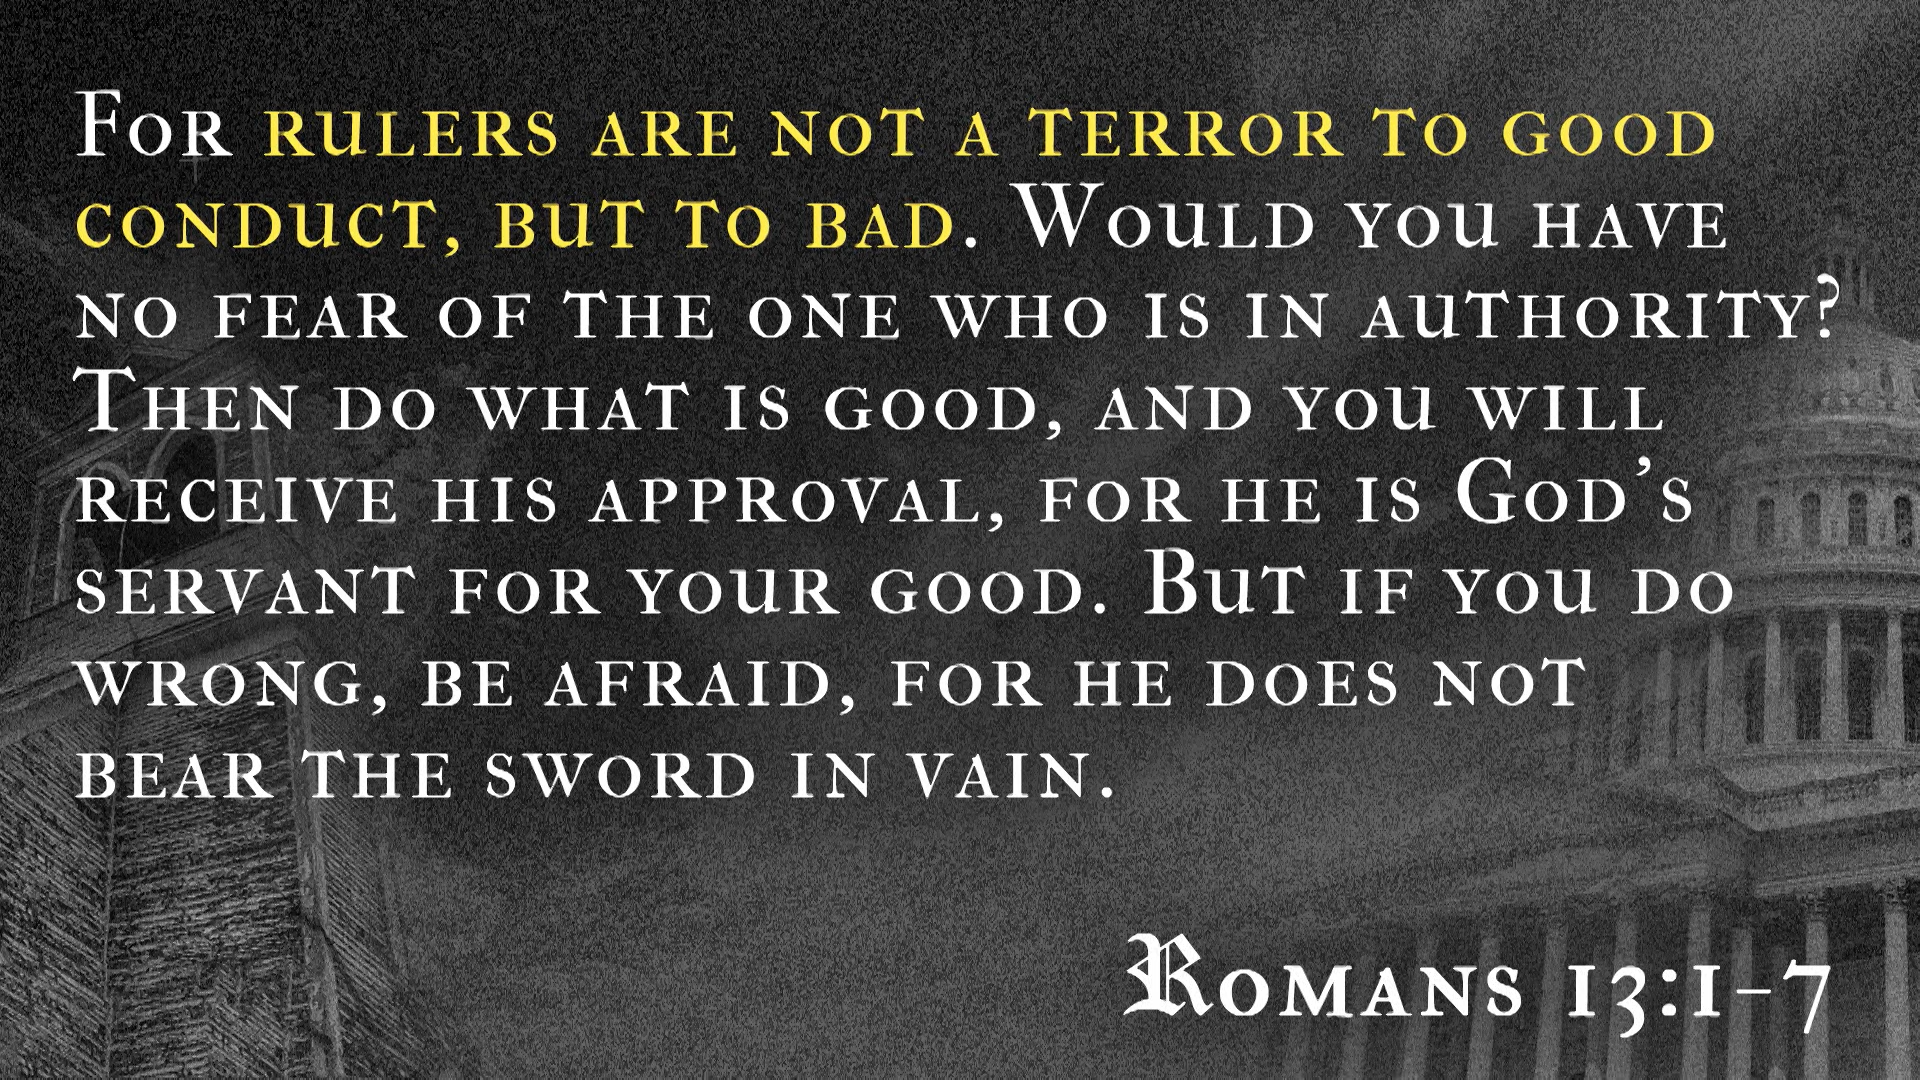 For rulers are not a terror to good
conduct, but to bad. Would you have
no fear of the one who is in authority?
Then do what is good, and you will
receive his approval, for he is God’s
servant for your good. But if you do
wrong, be afraid, for he does not
bear the sword in vain.
Romans 13:1–7